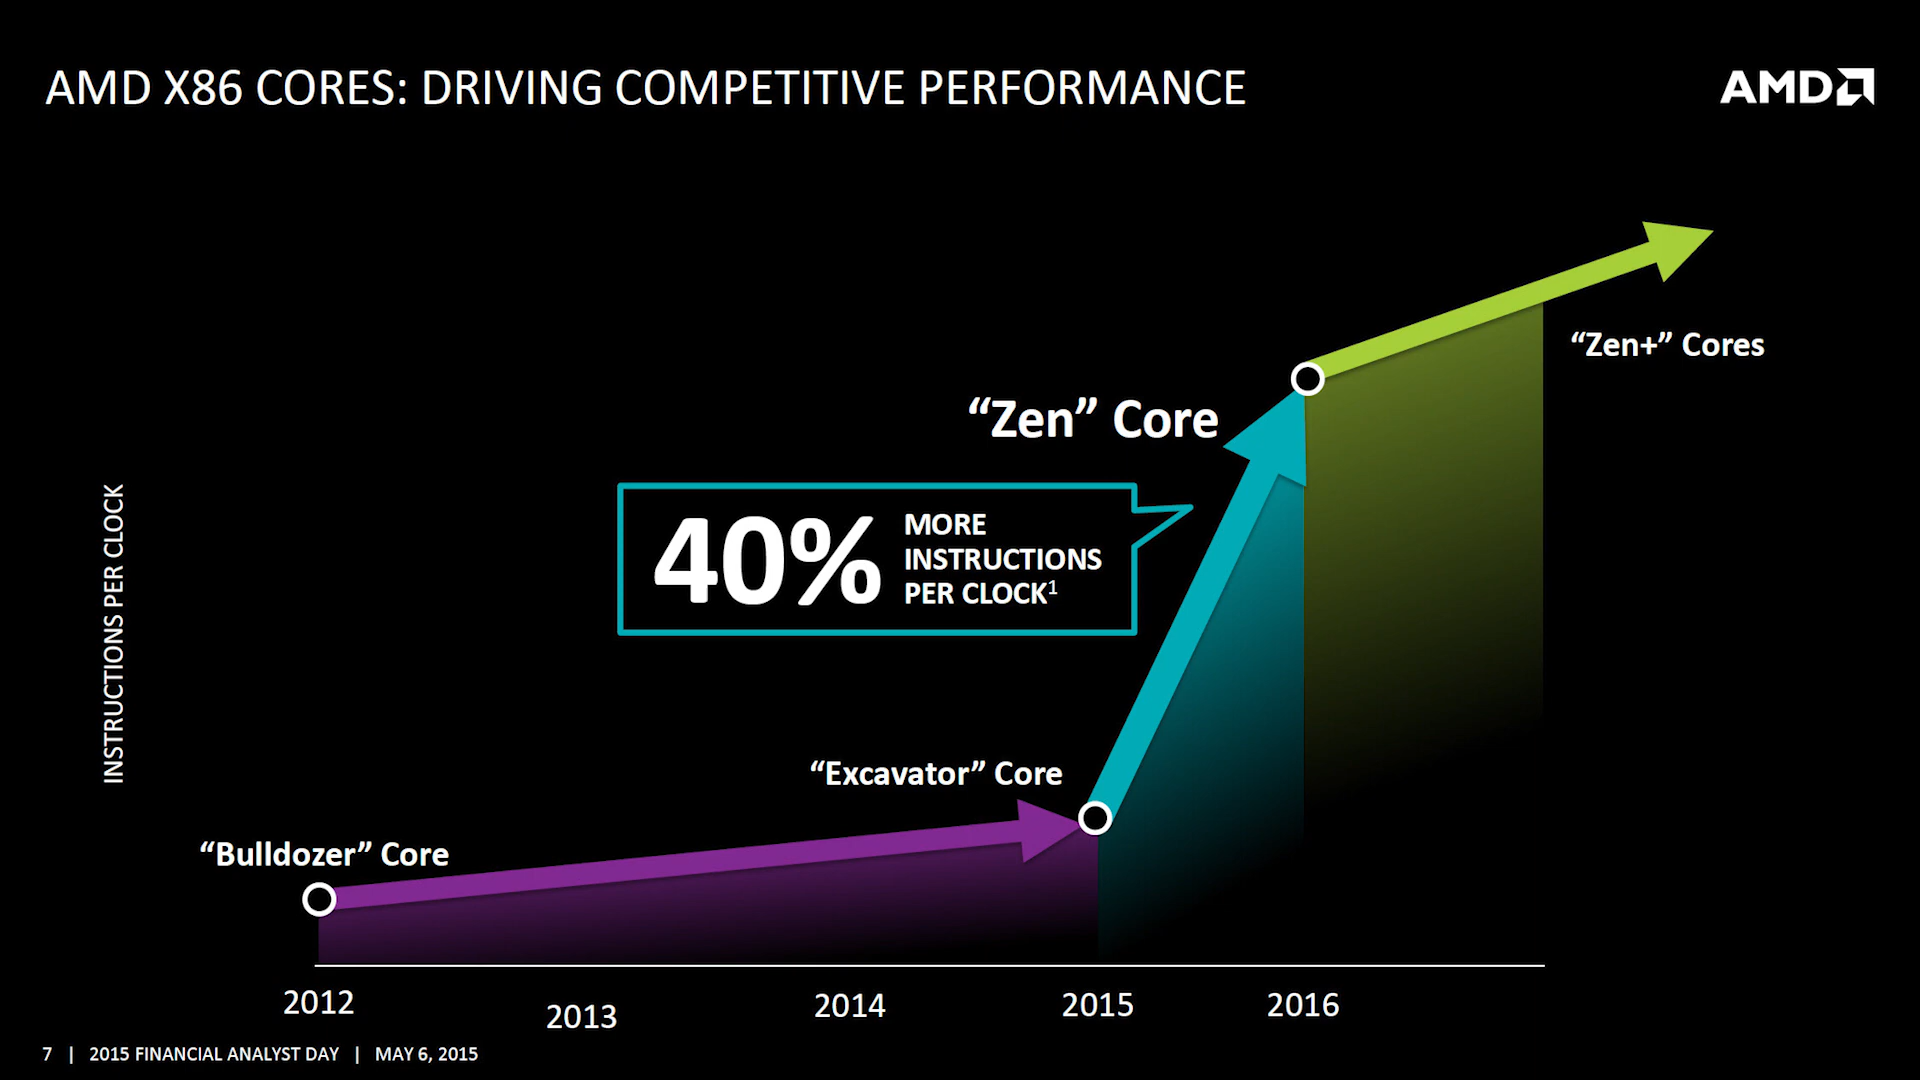 AMD X86 CORES: DRIVING COMPETITIVE PERFORMANCE
AMD
“Zen+” Cores
“Zen” Core
40%
MORE
INSTRUCTIONS
PER CLOCK¹
INSTRUCTIONS PER CLOCK
“Excavator” Core
“Bulldozer” Core
2012
2013
2014
2015
2016
7 | 2015 FINANCIAL ANALYST DAY | MAY 6, 2015